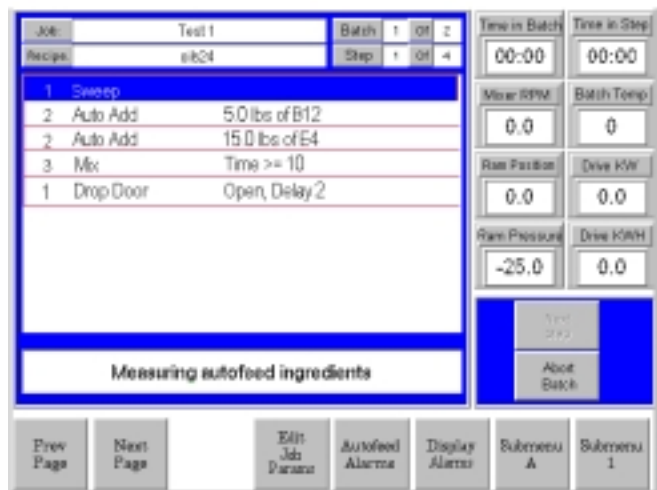 Job: Test 1 Batch 1 Of 2
Recipe: Step 1 Of 4
1 Sweep
2 Auto Add 5.0 lbs of B12
2 Auto Add 15.0 lbs of E4
3 Mix Time >= 10
1 Drop Door Open, Delay 2
Measuring autofeed ingredients
Time in Batch Time in Step
00:00 00:00
Mixer RPM Batch Temp
0.0 0
Ram Position Drive KW
0.0 0.0
Ram Pressure Drive KWH
-25.0 0.0
Next
Step
Abort
Batch
Prev
Page
Next
Page
Edit
Job
Params
Autofeed
Alarms
Display
Alarms
Submenu
A
Submenu
1